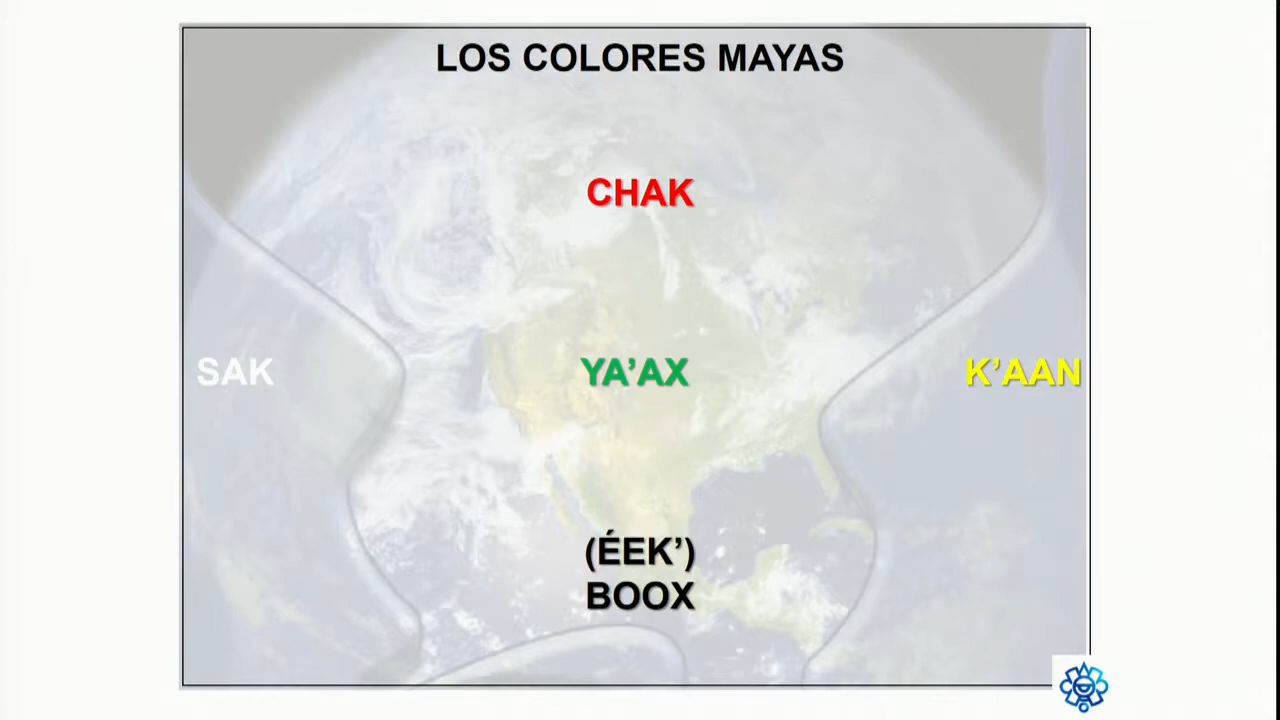 LOS COLORES MAYAS
CHAK
SAK
YA’AX
K’AAN
(ÉEK’)
BOOX